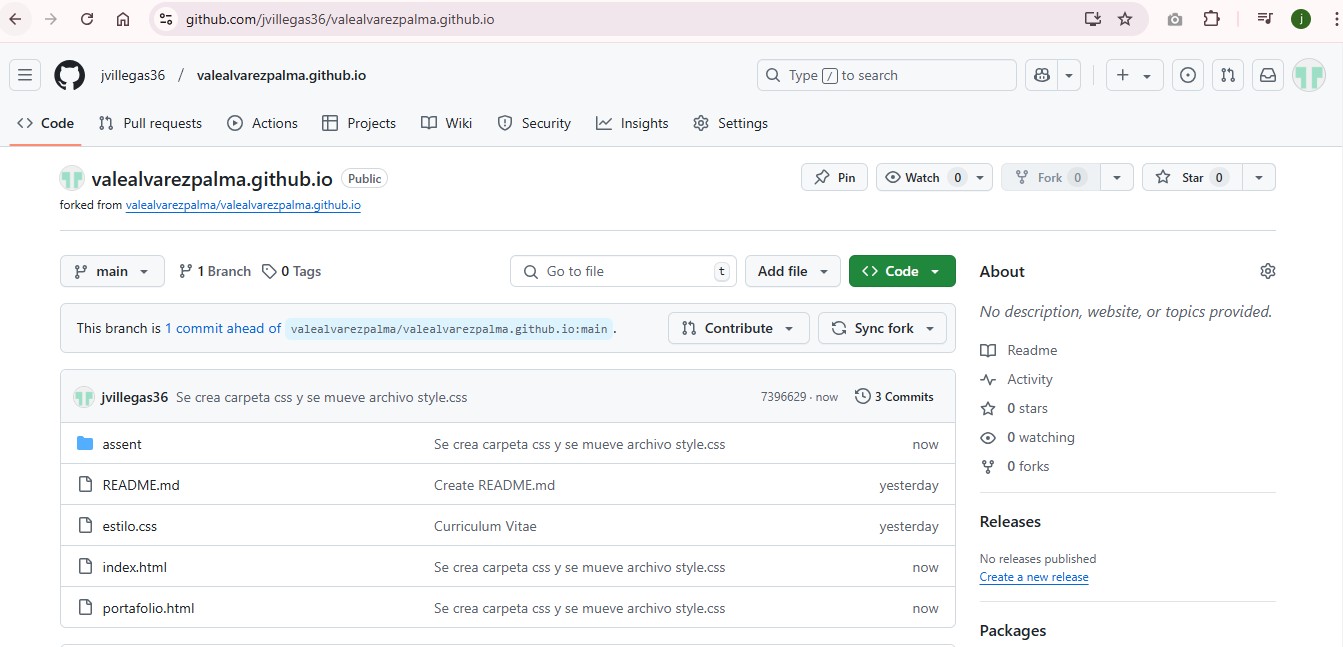 github.com/jvillegas36/valealvarezpalma.github.io
j
jvillegas36 / valealvarezpalma.github.io
Type / to search
Code Pull requests Actions Projects Wiki Security Insights Settings
valealvarezpalma.github.io Public
Pin Watch 0 Fork 0 Star 0
forked from valealvarezpalma/valealvarezpalma.github.io
main 1 Branch 0 Tags Go to file t Add file Code
This branch is 1 commit ahead of valealvarezpalma/valealvarezpalma.github.io:main .
Contribute Sync fork
jvillegas36 Se crea carpeta css y se mueve archivo style.css 7396629 · now 3 Commits
assent Se crea carpeta css y se mueve archivo style.css now
README.md Create README.md yesterday
estilo.css Curriculum Vitae yesterday
index.html Se crea carpeta css y se mueve archivo style.css now
portafolio.html Se crea carpeta css y se mueve archivo style.css now
About
No description, website, or topics provided.
Readme
Activity
0 stars
0 watching
0 forks
Releases
No releases published
Create a new release
Packages